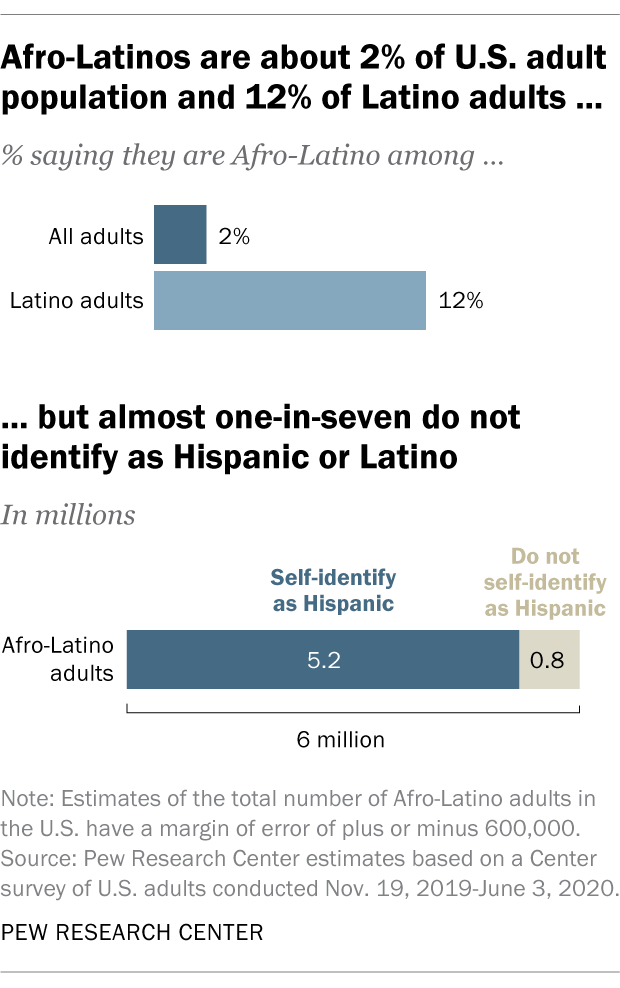 Afro-Latinos are about 2% of U.S. adult
population and 12% of Latino adults ...
% saying they are Afro-Latino among ...
All adults 2%
Latino adults 12%
... but almost one-in-seven do not
identify as Hispanic or Latino
In millions
Self-identify
as Hispanic
Do not
self-identify
as Hispanic
Afro-Latino
adults
5.2
0.8
6 million
Note: Estimates of the total number of Afro-Latino adults in
the U.S. have a margin of error of plus or minus 600,000.
Source: Pew Research Center estimates based on a Center
survey of U.S. adults conducted Nov. 19, 2019-June 3, 2020.
PEW RESEARCH CENTER